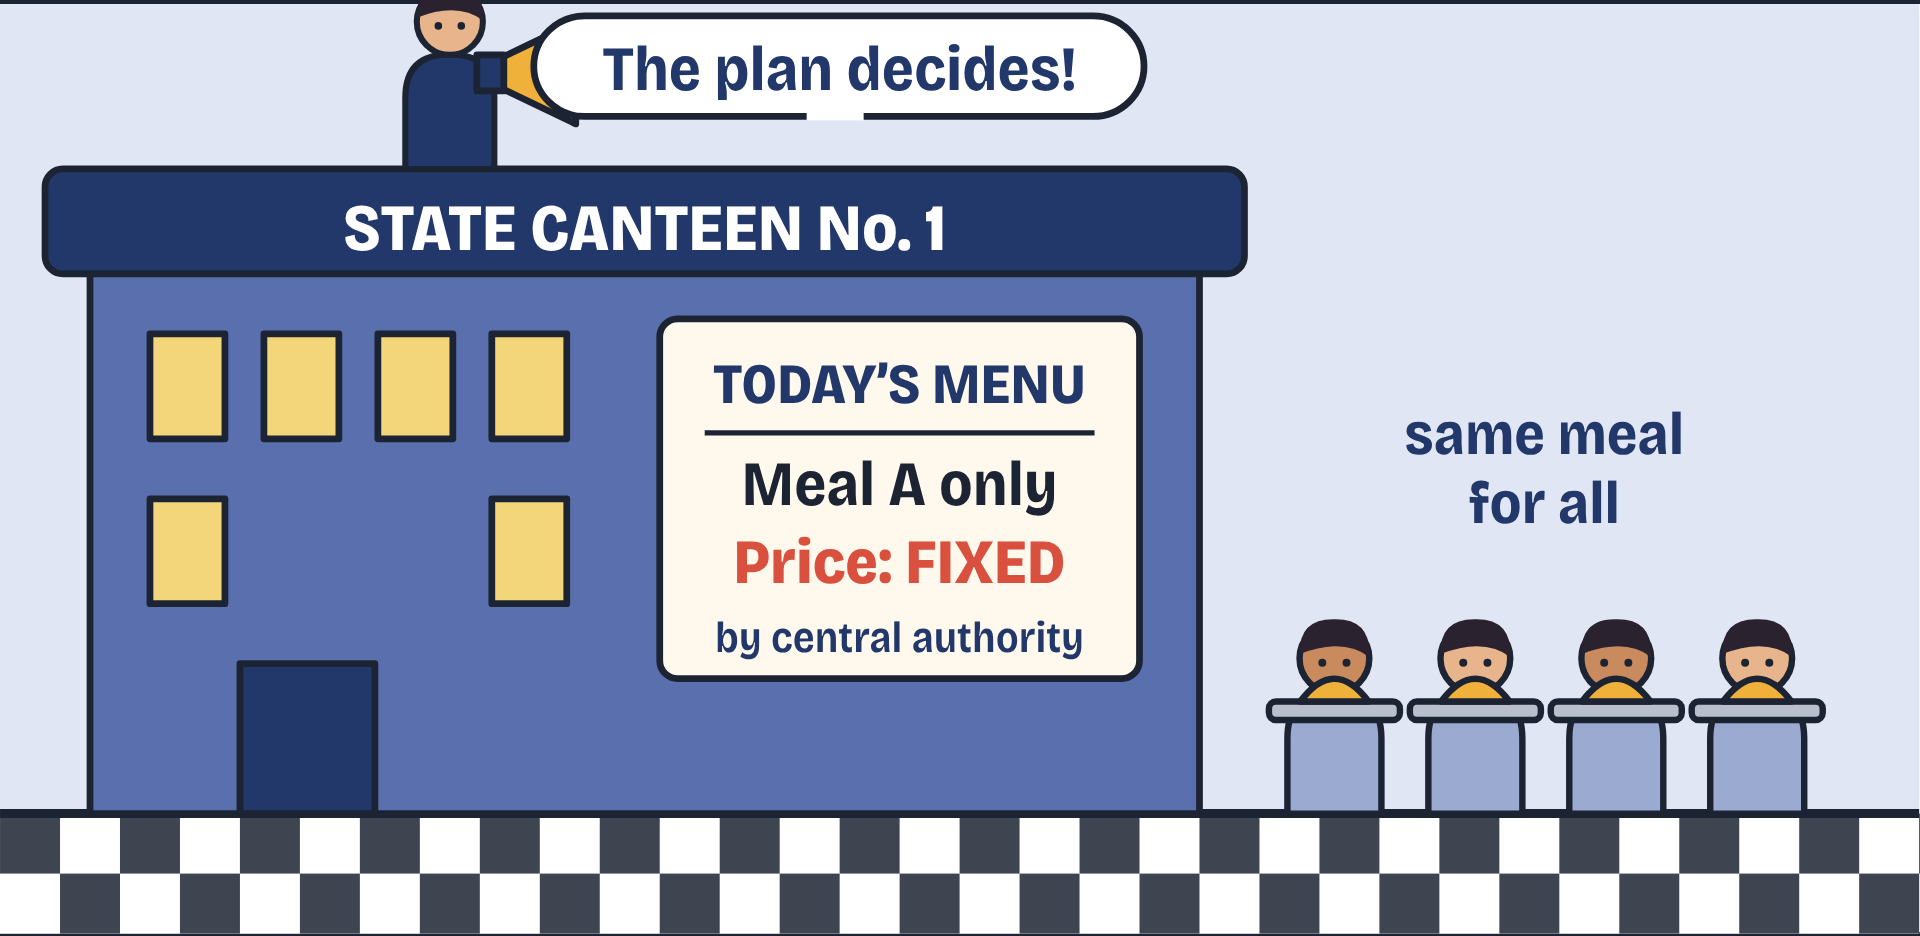 The plan decides!
STATE CANTEEN No. 1
TODAY’S MENU
Meal A only
Price: FIXED
by central authority
same meal
for all